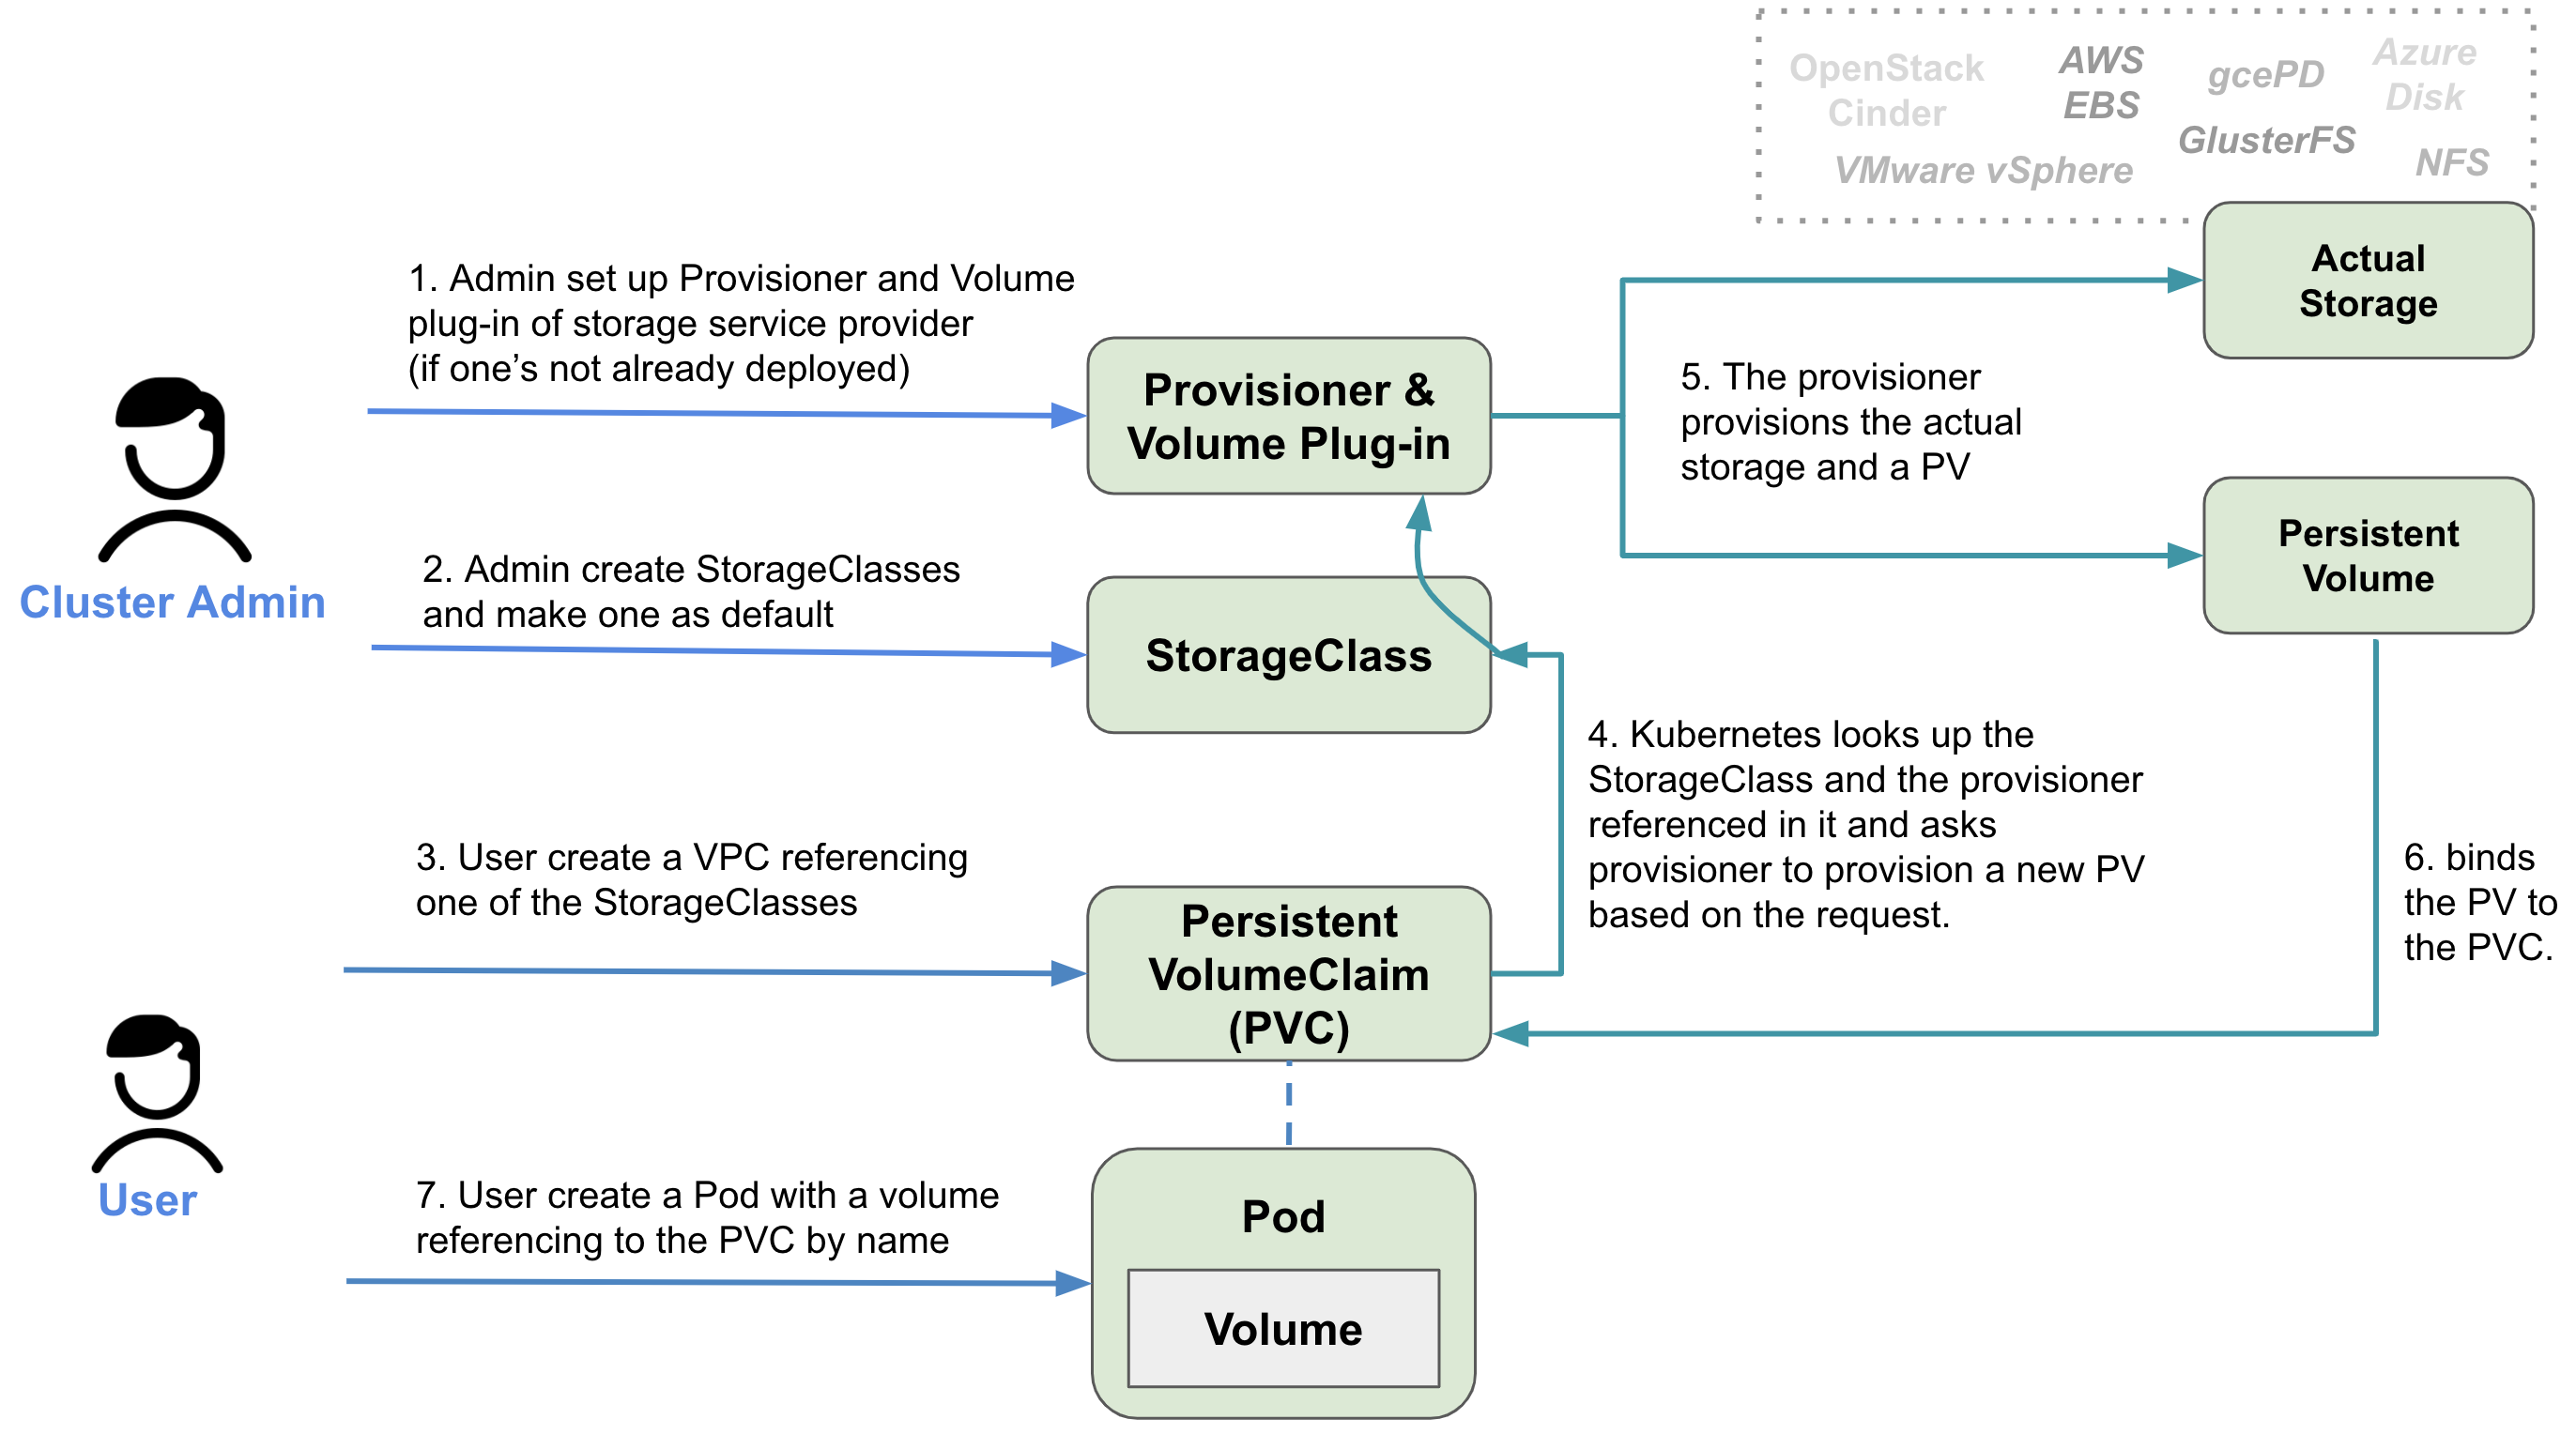 OpenStack
Cinder
AWS
EBS
gcePD
Azure
Disk
VMware vSphere
GlusterFS
NFS
Actual
Storage
1. Admin set up Provisioner and Volume
plug-in of storage service provider
(if one’s not already deployed)
Provisioner &
Volume Plug-in
5. The provisioner
provisions the actual
storage and a PV
Persistent
Volume
Cluster Admin
2. Admin create StorageClasses
and make one as default
StorageClass
4. Kubernetes looks up the
StorageClass and the provisioner
referenced in it and asks
provisioner to provision a new PV
based on the request.
3. User create a VPC referencing
one of the StorageClasses
Persistent
VolumeClaim
(PVC)
6. binds
the PV to
the PVC.
User
7. User create a Pod with a volume
referencing to the PVC by name
Pod
Volume